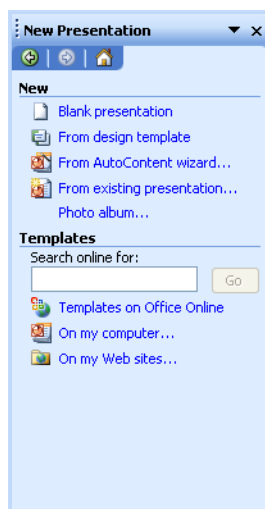 New Presentation
New
Blank presentation
From design template
From AutoContent wizard...
From existing presentation...
Photo album...
Templates
Search online for:
Go
Templates on Office Online
On my computer...
On my Web sites...